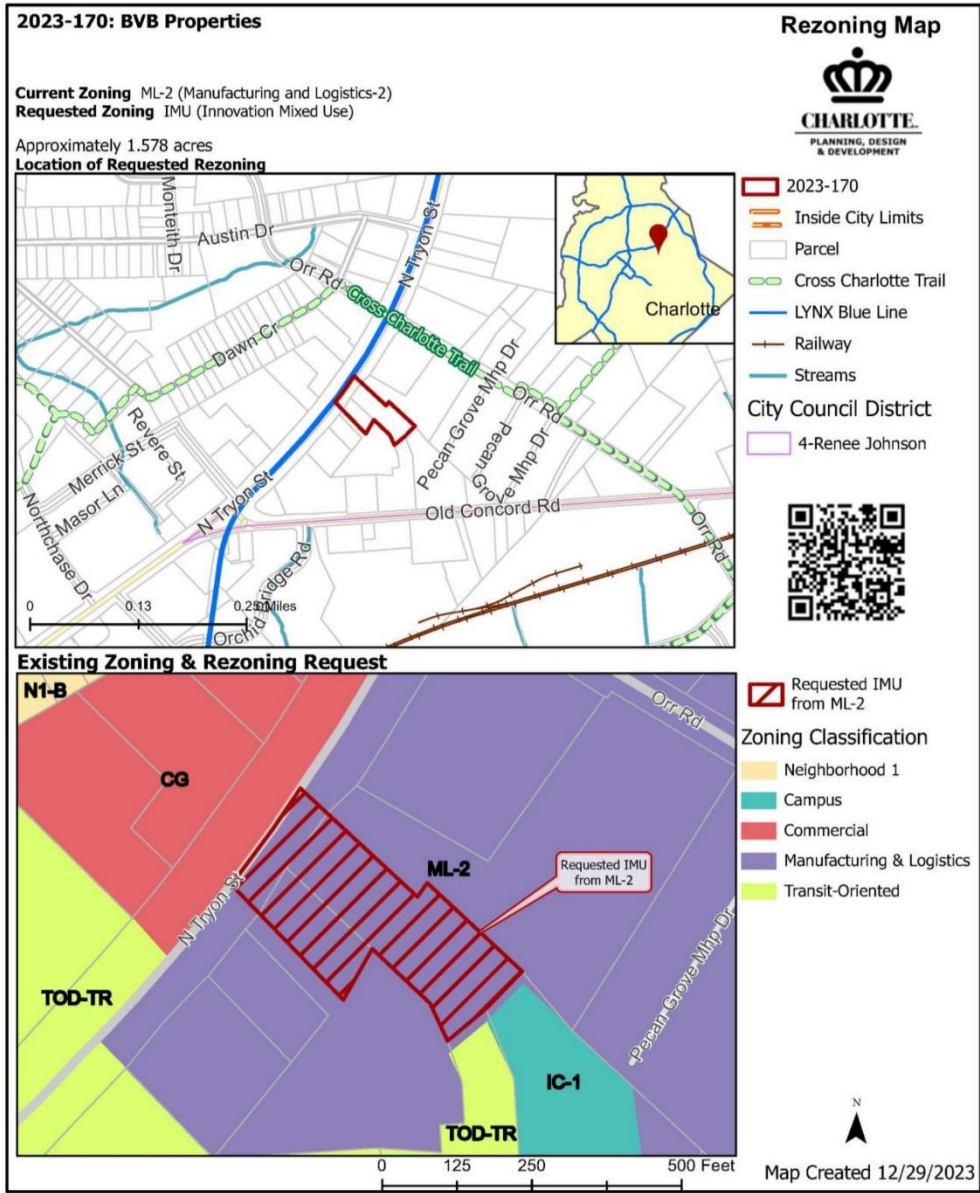 2023-170: BVB Properties
Current Zoning ML-2 (Manufacturing and Logistics-2)
Requested Zoning IMU (Innovation Mixed Use)
Approximately 1.578 acres
Location of Requested Rezoning
Rezoning Map
CHARLOTTE.
PLANNING, DESIGN
& DEVELOPMENT
Monteith Dr
Austin Dr
N Tryon St
Orr Rd
Cross Charlotte Trail
Dawn Cr
Charlotte
Pecan Grove Mhp Dr
Orr Rd
Pecan
Grove Mhp Dr
Revere St
Merrick St
Masor Ln
N Tryon St
Old Concord Rd
Northchase Dr
Orr Rd
Orchid Bridge Rd
0 0.13 0.25 Miles
2023-170
Inside City Limits
Parcel
Cross Charlotte Trail
LYNX Blue Line
Railway
Streams
City Council District
4-Renee Johnson
Existing Zoning & Rezoning Request
N1-B
Orr Rd
CG
ML-2
Requested IMU
from ML-2
N Tryon St
Pecan Grove Mhp Dr
TOD-TR
IC-1
TOD-TR
0 125 250 500 Feet
Requested IMU
from ML-2
Zoning Classification
Neighborhood 1
Campus
Commercial
Manufacturing & Logistics
Transit-Oriented
N
Map Created 12/29/2023